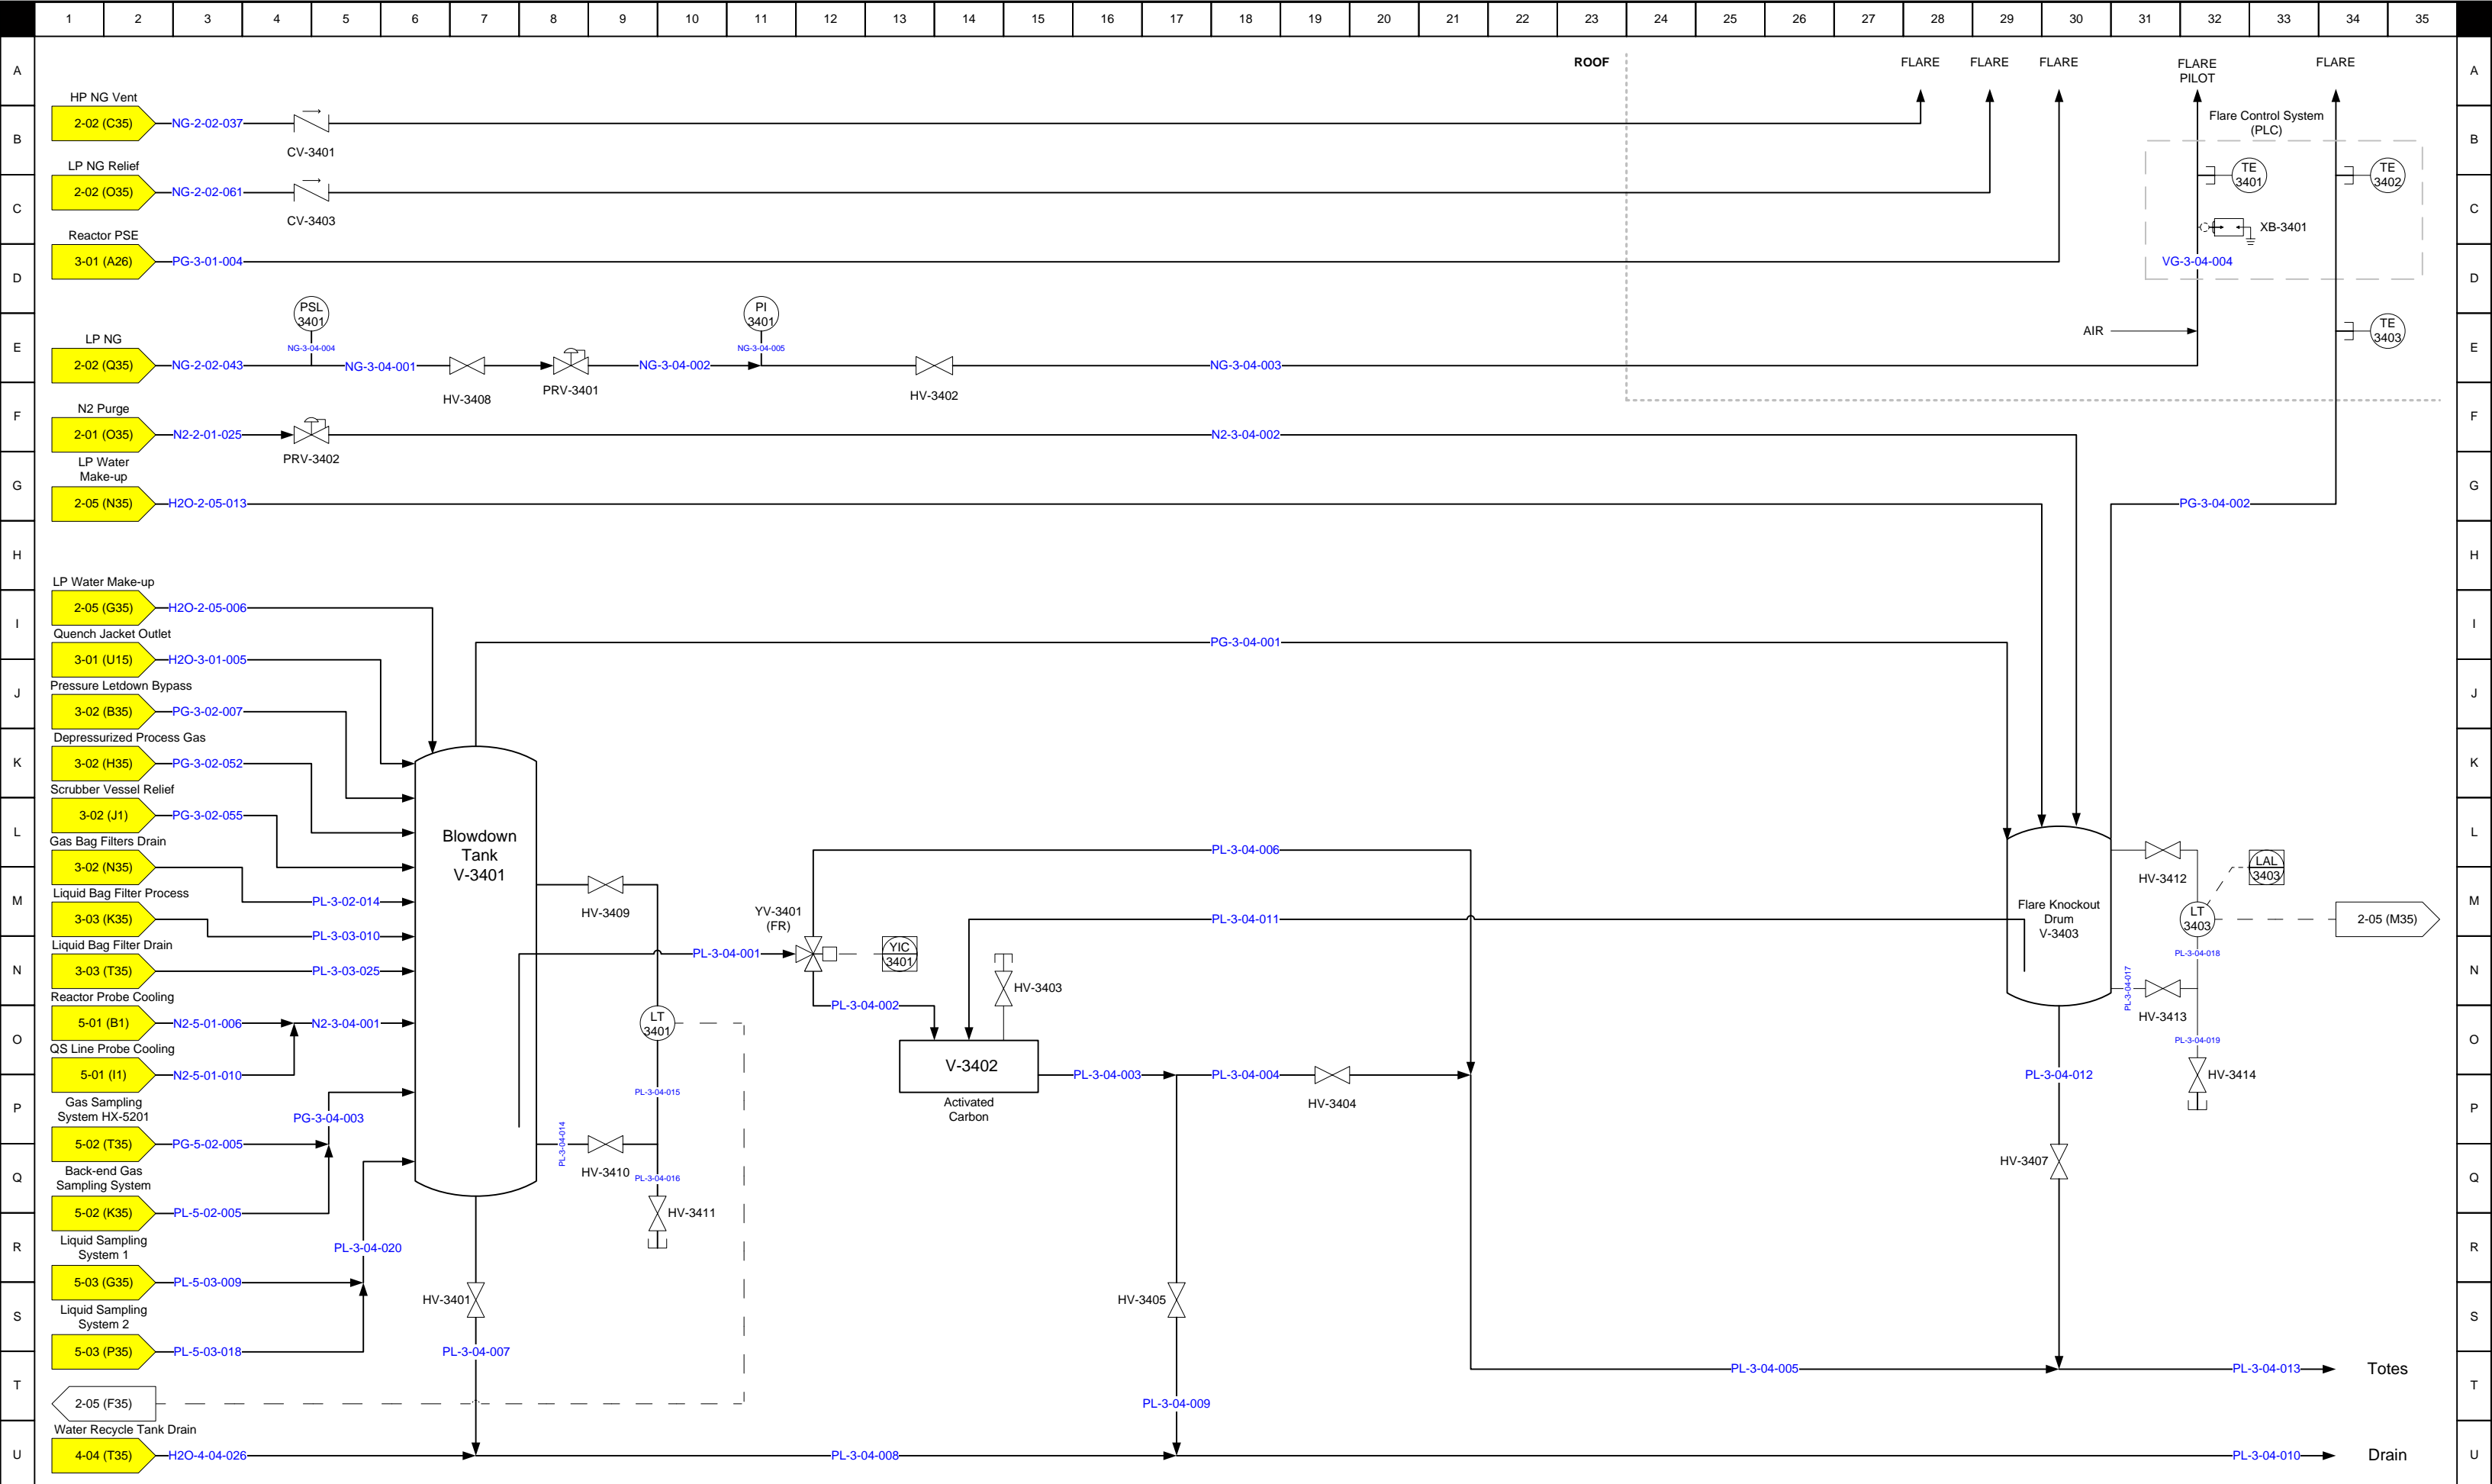 1 2 3 4 5 6 7 8 9 10 11 12 13 14 15 16 17 18 19 20 21 22 23 24 25 26 27 28 29 30 31 32 33 34 35
A
B
C
D
E
F
G
H
I
J
K
L
M
N
O
P
Q
R
S
T
U
ROOF
FLARE
FLARE
FLARE
FLARE
PILOT
FLARE
HP NG Vent
2-02 (C35)
NG-2-02-037
CV-3401
Flare Control System
(PLC)
LP NG Relief
2-02 (O35)
NG-2-02-061
CV-3403
TE
3401
TE
3402
XB-3401
Reactor PSE
3-01 (A26)
PG-3-01-004
VG-3-04-004
PSL
3401
NG-3-04-004
PI
3401
NG-3-04-005
AIR
TE
3403
LP NG
2-02 (Q35)
NG-2-02-043
NG-3-04-001
HV-3408
PRV-3401
NG-3-04-002
HV-3402
NG-3-04-003
N2 Purge
2-01 (O35)
N2-2-01-025
PRV-3402
N2-3-04-002
LP Water
Make-up
2-05 (N35)
H2O-2-05-013
PG-3-04-002
LP Water Make-up
2-05 (G35)
H2O-2-05-006
Quench Jacket Outlet
3-01 (U15)
H2O-3-01-005
PG-3-04-001
Pressure Letdown Bypass
3-02 (B35)
PG-3-02-007
Depressurized Process Gas
3-02 (H35)
PG-3-02-052
Scrubber Vessel Relief
3-02 (J1)
PG-3-02-055
Gas Bag Filters Drain
3-02 (N35)
PL-3-02-014
Liquid Bag Filter Process
3-03 (K35)
PL-3-03-010
Liquid Bag Filter Drain
3-03 (T35)
PL-3-03-025
Reactor Probe Cooling
5-01 (B1)
N2-5-01-006
N2-3-04-001
QS Line Probe Cooling
5-01 (I1)
N2-5-01-010
Gas Sampling
System HX-5201
PG-3-04-003
5-02 (T35)
PG-5-02-005
Back-end Gas
Sampling System
5-02 (K35)
PL-5-02-005
Liquid Sampling
System 1
PL-3-04-020
5-03 (G35)
PL-5-03-009
Liquid Sampling
System 2
5-03 (P35)
PL-5-03-018
2-05 (F35)
Water Recycle Tank Drain
4-04 (T35)
H2O-4-04-026
Blowdown
Tank
V-3401
HV-3401
PL-3-04-007
HV-3409
PL-3-04-001
LT
3401
PL-3-04-015
PL-3-04-014
HV-3410
PL-3-04-016
HV-3411
YV-3401
(FR)
YIC
3401
PL-3-04-006
PL-3-04-011
PL-3-04-002
HV-3403
V-3402
Activated
Carbon
PL-3-04-003
PL-3-04-004
HV-3404
HV-3405
PL-3-04-009
PL-3-04-008
Flare Knockout
Drum
V-3403
HV-3412
LAL
3403
LT
3403
2-05 (M35)
PL-3-04-018
PL-3-04-017
HV-3413
PL-3-04-019
HV-3414
PL-3-04-012
HV-3407
PL-3-04-005
PL-3-04-013
Totes
PL-3-04-010
Drain
A
B
C
D
E
F
G
H
I
J
K
L
M
N
O
P
Q
R
S
T
U